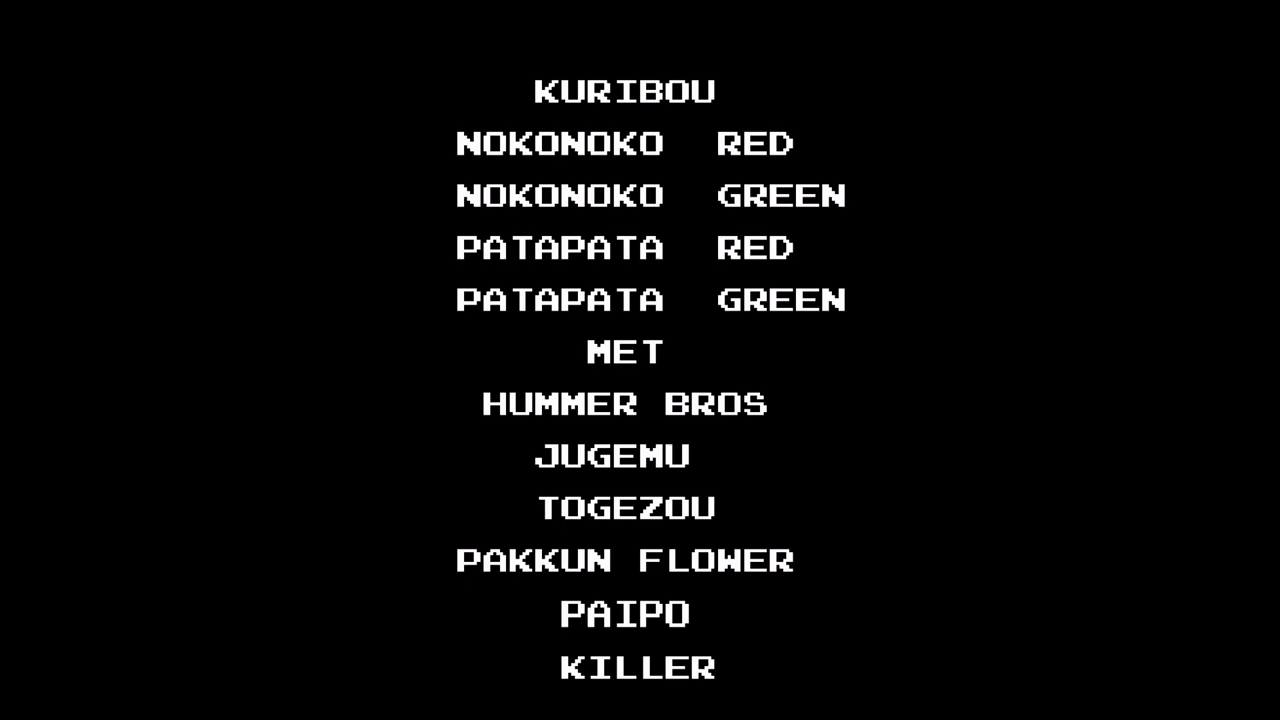 KURIBOU
NOKONOKO RED
NOKONOKO GREEN
PATAPATA RED
PATAPATA GREEN
MET
HUMMER BROS
JUGEMU
TOGEZOU
PAKKUN FLOWER
PAIPO
KILLER